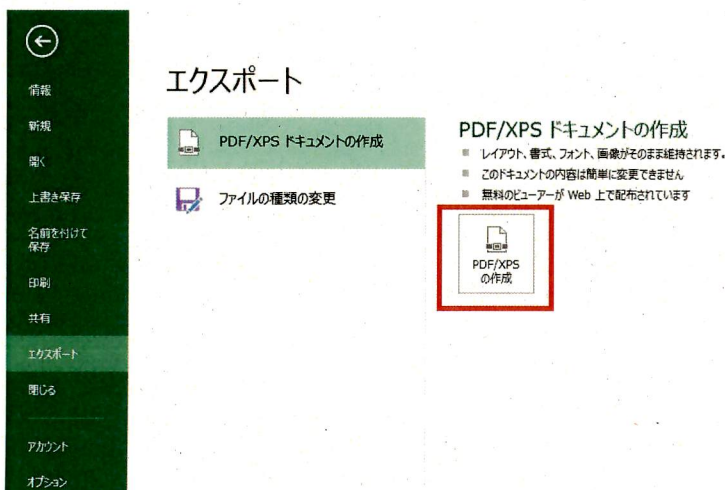 情報
新規
開く
上書き保存
名前を付けて
保存
印刷
共有
エクスポート
閉じる
アカウント
オプション
エクスポート
PDF/XPS ドキュメントの作成
ファイルの種類の変更
PDF/XPS ドキュメントの作成
レイアウト、書式、フォント、画像がそのまま維持されます。
このドキュメントの内容は簡単に変更できません
無料のビューアーが Web 上で配布されています
PDF/XPS
の作成